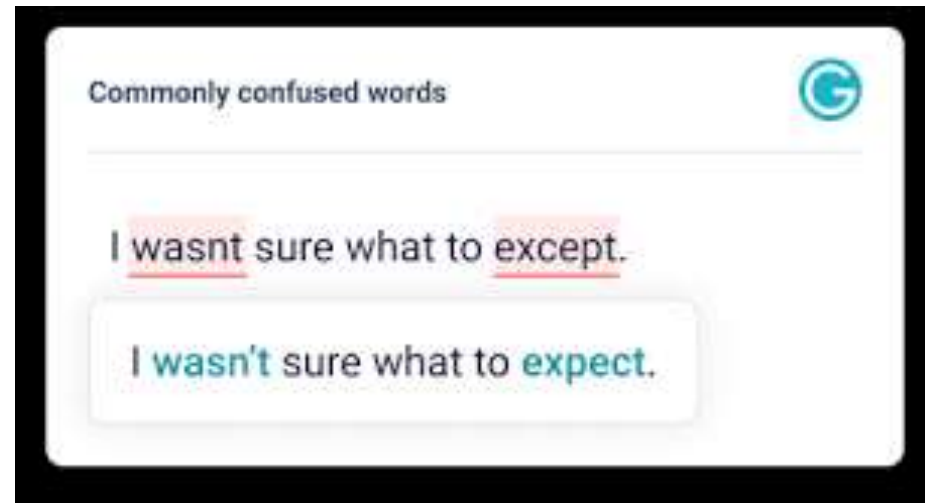 Commonly confused words
I wasnt sure what to except.
I wasn't sure what to expect.